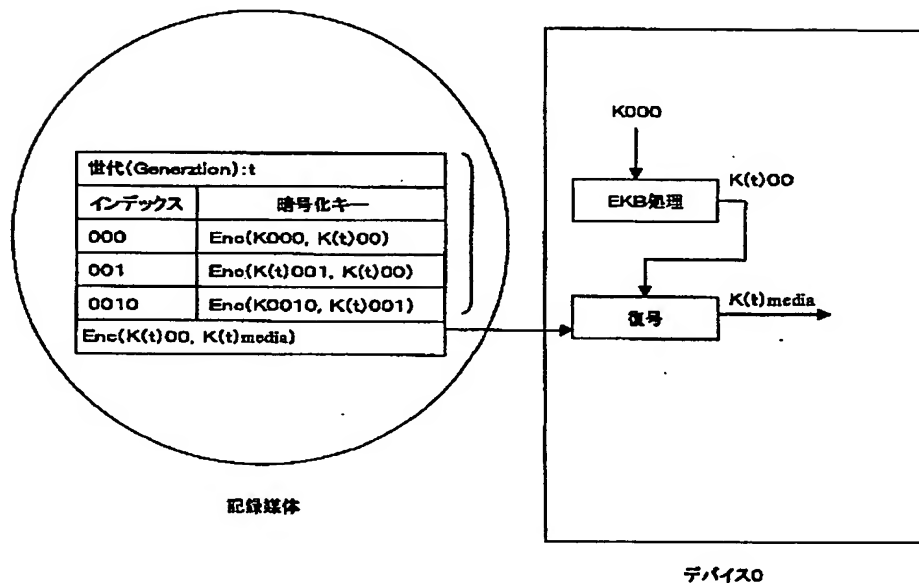 世代(Generztion):t
インデックス 暗号化キー
000 Enc(K000, K(t)00)
001 Enc(K(t)001, K(t)00)
0010 Enc(K0010, K(t)001)
Enc(K(t)00, K(t)media)
記録媒体
K000
EKB処理
K(t)00
復号
K(t)media
デバイス0